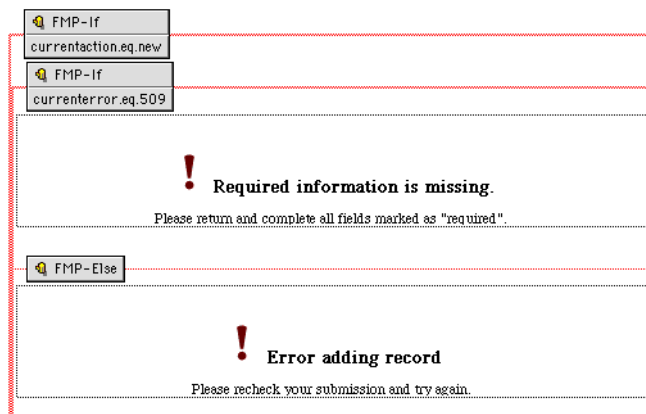 FMP-If
currentaction.eq.new
FMP-If
currenterror.eq.509
! Required information is missing.
Please return and complete all fields marked as "required".
FMP-Else
! Error adding record
Please recheck your submission and try again.